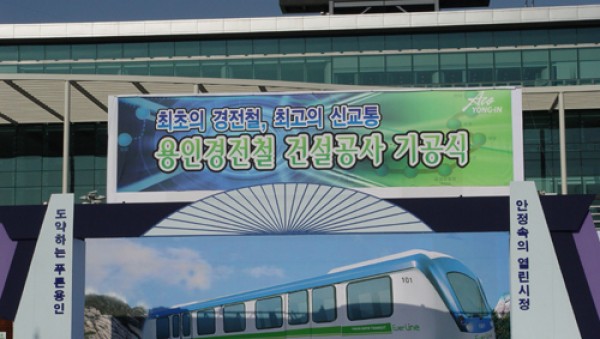 최초의 경전철, 최고의 신교통
Ace
YONG-IN
용인경전철 건설공사 기공식
도약하는 푸른용인
안정속의 열린시정
101